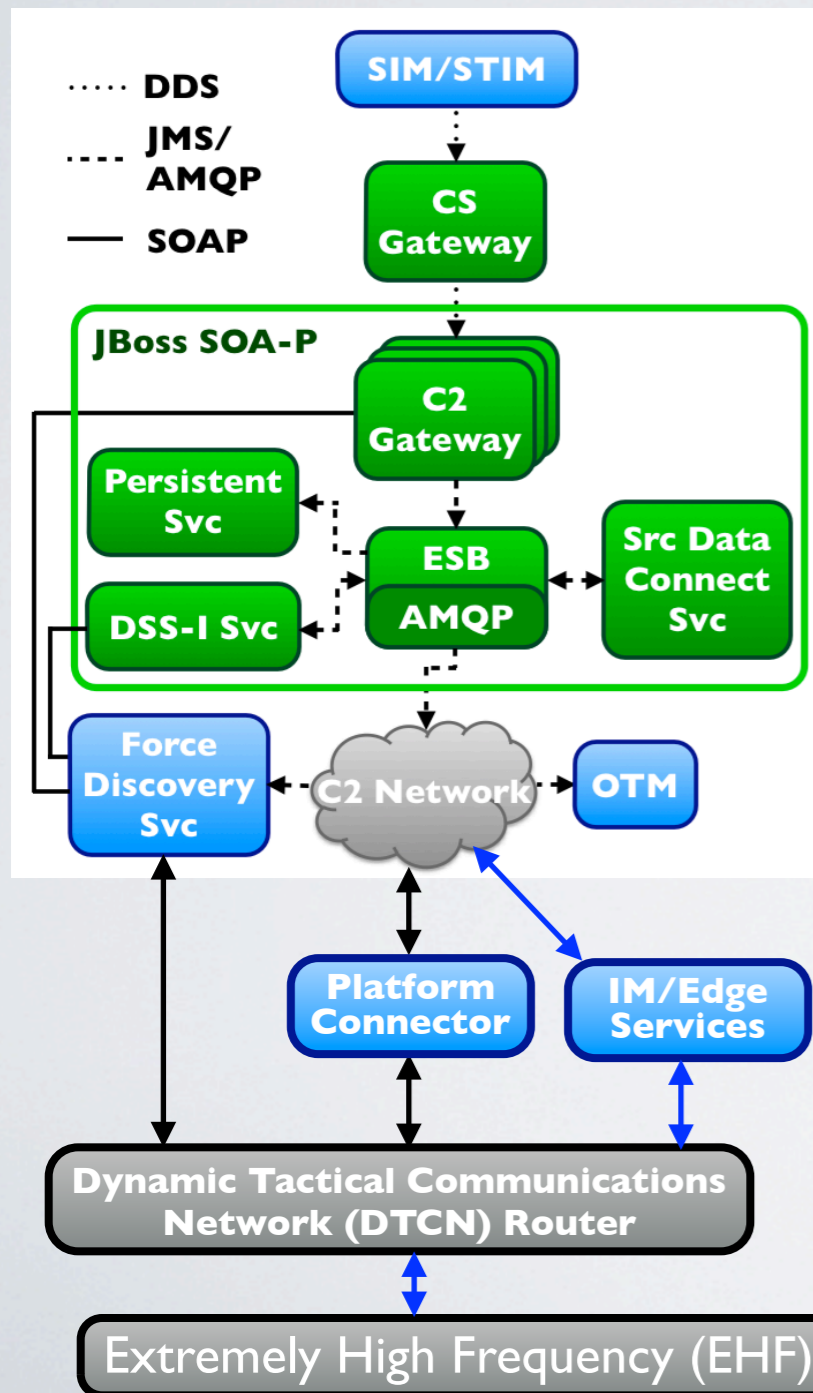 SIM/STIM
DDS
JMS/
AMQP
SOAP
CS
Gateway
JBoss SOA-P
C2
Gateway
Persistent
Svc
ESB
AMQP
Src Data
Connect
Svc
DSS-1 Svc
Force
Discovery
Svc
C2 Network
OTM
Platform
Connector
IM/Edge
Services
Dynamic Tactical Communications
Network (DTCN) Router
Extremely High Frequency (EHF)